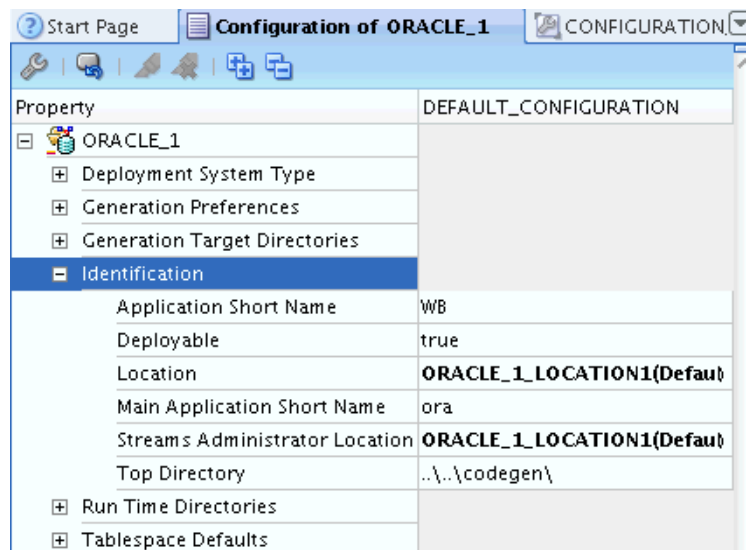 Start Page Configuration of ORACLE_1 CONFIGURATION_
Property DEFAULT_CONFIGURATION
ORACLE_1
Deployment System Type
Generation Preferences
Generation Target Directories
Identification
Application Short Name WB
Deployable true
Location ORACLE_1_LOCATION1(Defaul
Main Application Short Name ora
Streams Administrator Location ORACLE_1_LOCATION1(Defaul
Top Directory ..\..\codegen\
Run Time Directories
Tablespace Defaults